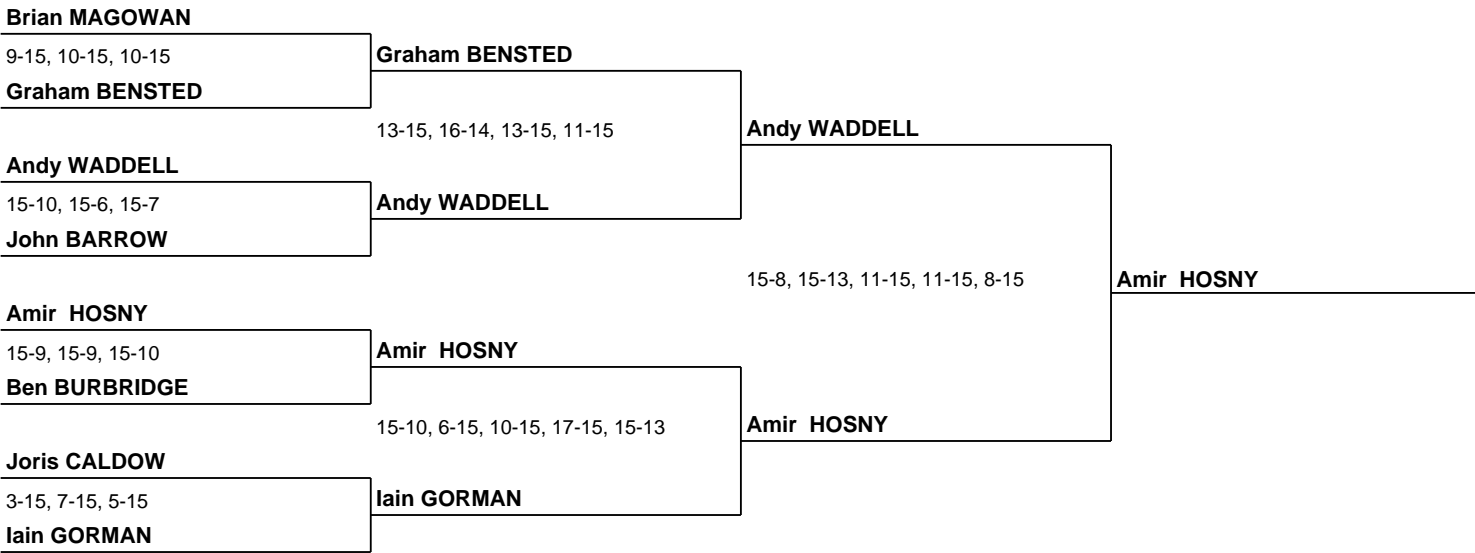 Brian MAGOWAN
9-15, 10-15, 10-15
Graham BENSTED
Graham BENSTED
13-15, 16-14, 13-15, 11-15
Andy WADDELL
Andy WADDELL
15-10, 15-6, 15-7
Andy WADDELL
John BARROW
15-8, 15-13, 11-15, 11-15, 8-15
Amir HOSNY
Amir HOSNY
15-9, 15-9, 15-10
Amir HOSNY
Ben BURBRIDGE
15-10, 6-15, 10-15, 17-15, 15-13
Amir HOSNY
Joris CALDOW
3-15, 7-15, 5-15
Iain GORMAN
Iain GORMAN